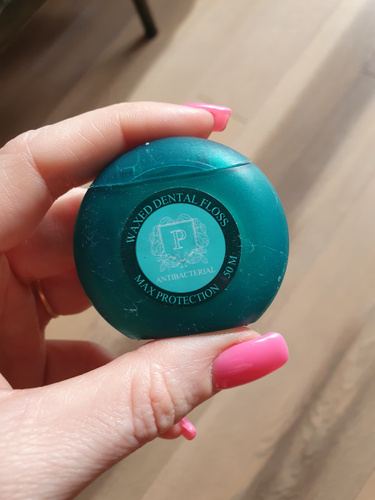 WAXED DENTAL FLOSS
P
ANTIBACTERIAL
MAX PROTECTION 50 M